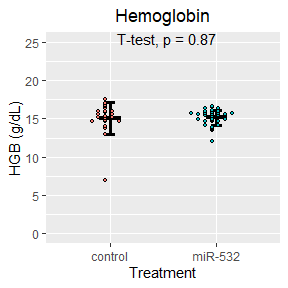 Hemoglobin
T-test, p = 0.87
HGB (g/dL)
25
20
15
10
5
0
control miR-532
Treatment